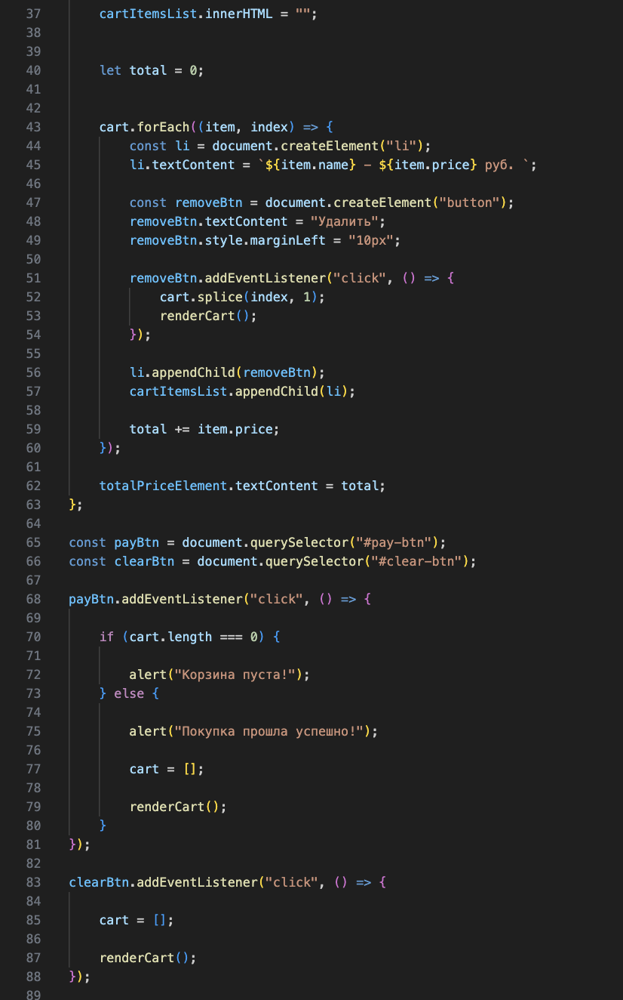 37 cartItemsList.innerHTML = "";
38
39
40 let total = 0;
41
42
43 cart.forEach((item, index) => {
44 const li = document.createElement("li");
45 li.textContent = `${item.name} – ${item.price} руб. `;
46
47 const removeBtn = document.createElement("button");
48 removeBtn.textContent = "Удалить";
49 removeBtn.style.marginLeft = "10px";
50
51 removeBtn.addEventListener("click", () => {
52 cart.splice(index, 1);
53 renderCart();
54 });
55
56 li.appendChild(removeBtn);
57 cartItemsList.appendChild(li);
58
59 total += item.price;
60 });
61
62 totalPriceElement.textContent = total;
63 };
64
65 const payBtn = document.querySelector("#pay-btn");
66 const clearBtn = document.querySelector("#clear-btn");
67
68 payBtn.addEventListener("click", () => {
69
70 if (cart.length === 0) {
71
72 alert("Корзина пуста!");
73 } else {
74
75 alert("Покупка прошла успешно!");
76
77 cart = [];
78
79 renderCart();
80 }
81 });
82
83 clearBtn.addEventListener("click", () => {
84
85 cart = [];
86
87 renderCart();
88 });
89